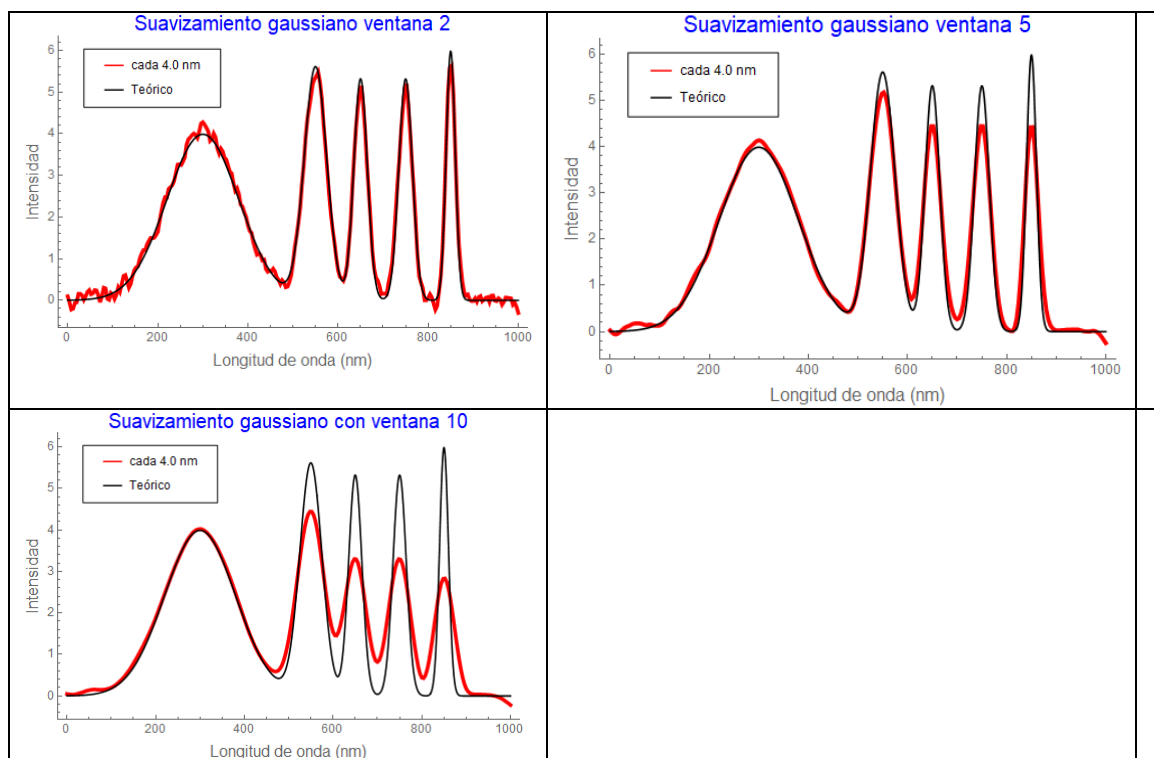 Suavizamiento gaussiano ventana 2
cada 4.0 nm
Teórico
Intensidad
6
5
4
3
2
1
0
0 200 400 600 800 1000
Longitud de onda (nm)
Suavizamiento gaussiano ventana 5
cada 4.0 nm
Teórico
Intensidad
6
5
4
3
2
1
0
200 400 600 800 1000
Longitud de onda (nm)
Suavizamiento gaussiano con ventana 10
cada 4.0 nm
Teórico
Intensidad
6
5
4
3
2
1
0
0 200 400 600 800 1000
Longitud de onda (nm)